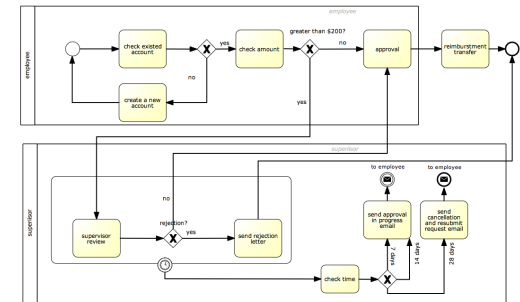 employee
employee
greater than $200?
check existed
account
yes
check amount
no
approval
reimburstment
transfer
no
create a new
account
yes
supervisor
superisor
to employee
to employee
no
rejection?
supervisor
review
yes
send rejection
letter
send approval
in progress
email
send
cancellation
and resubmit
request email
7 days
14 days
28 days
check time